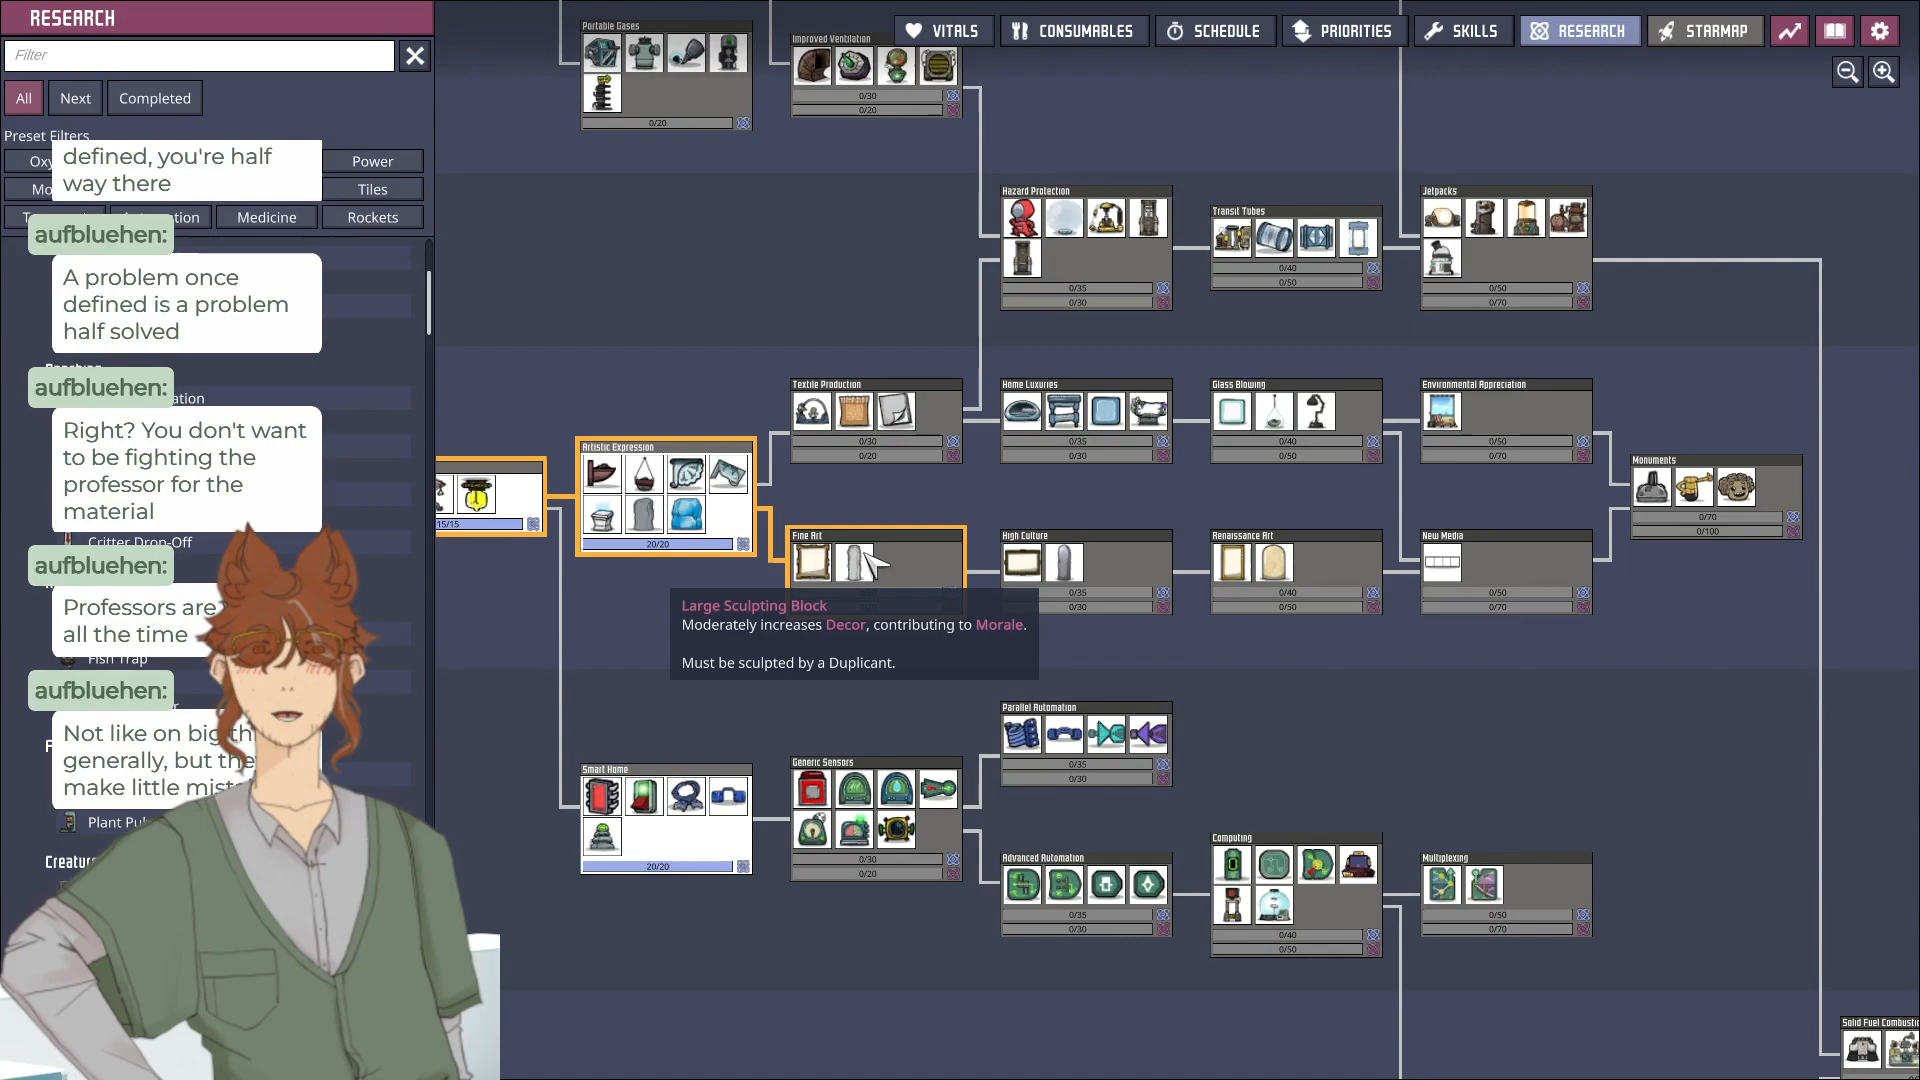 RESEARCH
Filter
All
Next
Completed
Preset Filters
Power
Tiles
Medicine
Rockets
defined, you're half
way there
aufbluehen:
A problem once
defined is a problem
half solved
aufbluehen:
Right? You don't want
to be fighting the
professor for the
material
Critter Drop-Off
aufbluehen:
Professors are
all the time
Fish Trap
aufbluehen:
Not like on big th
generally, but the
make little mist
Plant Pul
Creature
VITALS
CONSUMABLES
SCHEDULE
PRIORITIES
SKILLS
RESEARCH
STARMAP
Portable Gases
0/20
Improved Ventilation
0/30
0/20
Hazard Protection
0/35
0/30
Transit Tubes
0/40
0/50
Jetpacks
0/50
0/70
Textile Production
0/30
0/20
Home Luxuries
0/35
0/30
Glass Blowing
0/40
0/50
Environmental Appreciation
0/50
0/70
Monuments
0/70
0/100
15/15
Artistic Expression
20/20
Fine Art
High Culture
0/35
0/30
Renaissance Art
0/40
0/50
New Media
0/50
0/70
Large Sculpting Block
Moderately increases Decor, contributing to Morale.
Must be sculpted by a Duplicant.
Smart Home
20/20
Generic Sensors
0/30
0/20
Parallel Automation
0/35
0/30
Advanced Automation
0/35
0/30
Computing
0/40
0/50
Multiplexing
0/50
0/70
Solid Fuel Combustio